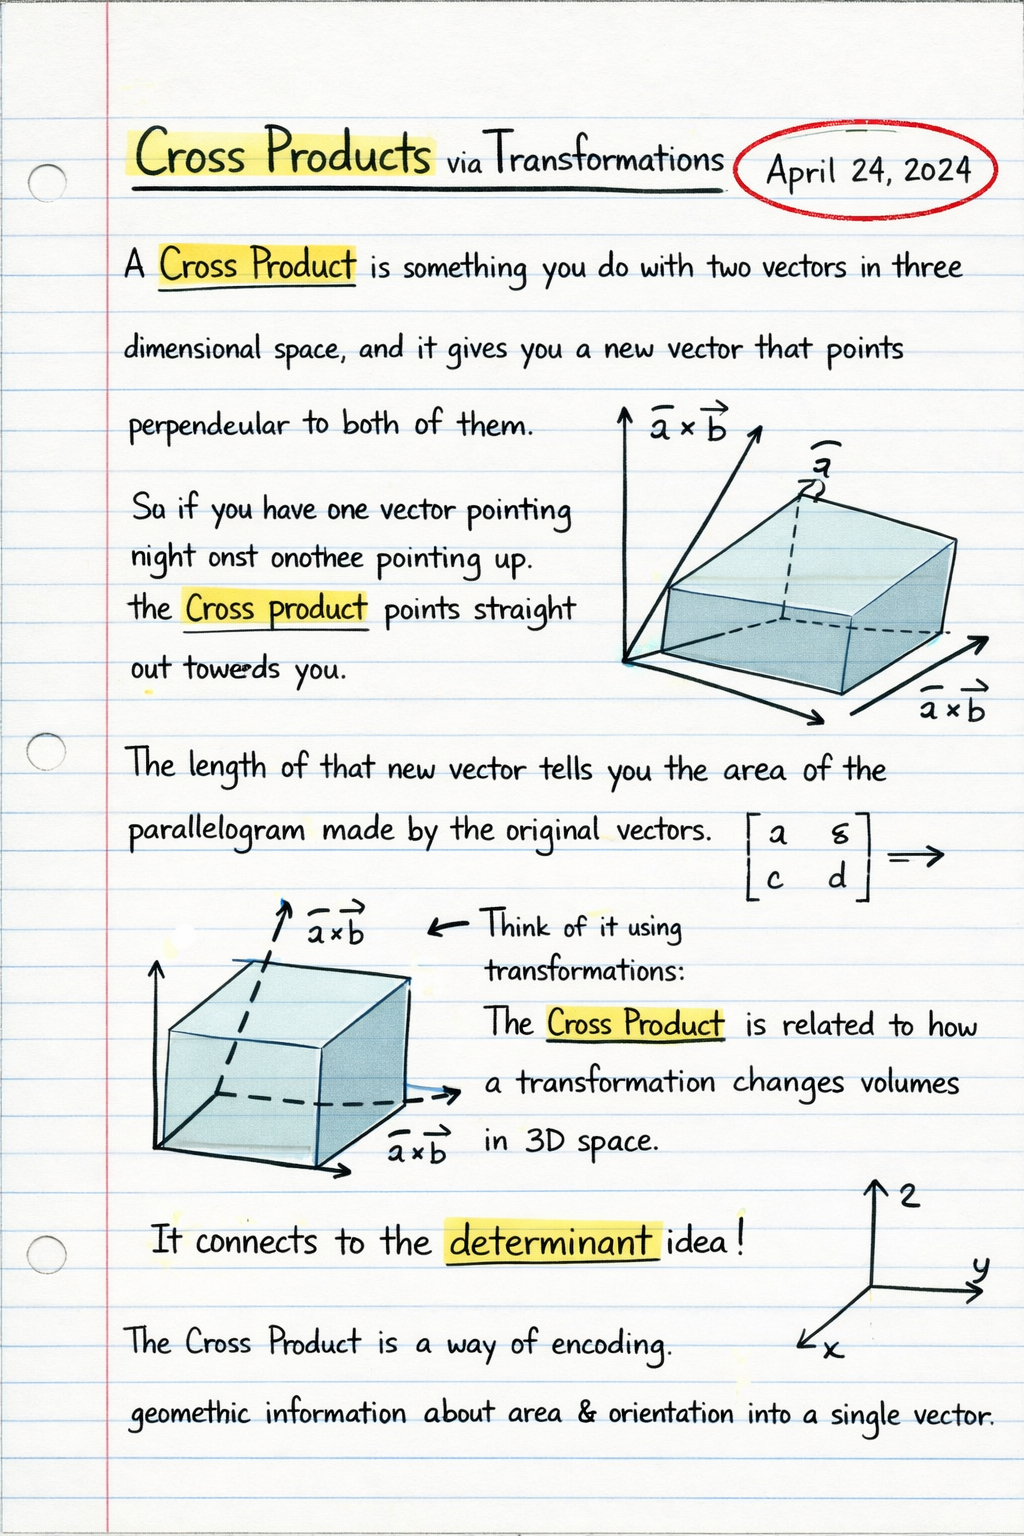 Cross Products via Transformations
April 24, 2024
A Cross Product is something you do with two vectors in three
dimensional space, and it gives you a new vector that points
perpendeular to both of them.
a × b
a
So if you have one vector pointing
night onst onothee pointing up.
the Cross product points straight
out towerds you.
a × b
The length of that new vector tells you the area of the
parallelogram made by the original vectors.
a 8
c d
⇒
a × b
← Think of it using
transformations:
The Cross Product is related to how
a transformation changes volumes
in 3D space.
a × b
2
y
x
It connects to the determinant idea!
The Cross Product is a way of encoding.
geomethic information about area & orientation into a single vector.